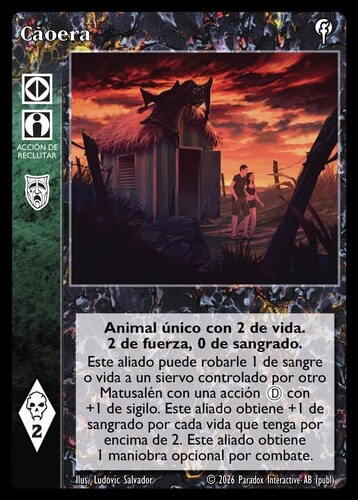 Caoera
ACCIÓN DE
RECLUTAR
Animal único con 2 de vida.
2 de fuerza, 0 de sangrado.
Este aliado puede robarle 1 de sangre
o vida a un siervo controlado por otro
Matusalén con una acción Ⓓ con
+1 de sigilo. Este aliado obtiene +1 de
sangrado por cada vida que tenga por
encima de 2. Este aliado obtiene
1 maniobra opcional por combate.
2
Illus: Ludovic Salvador
© 2026 Paradox Interactive AB (publ)